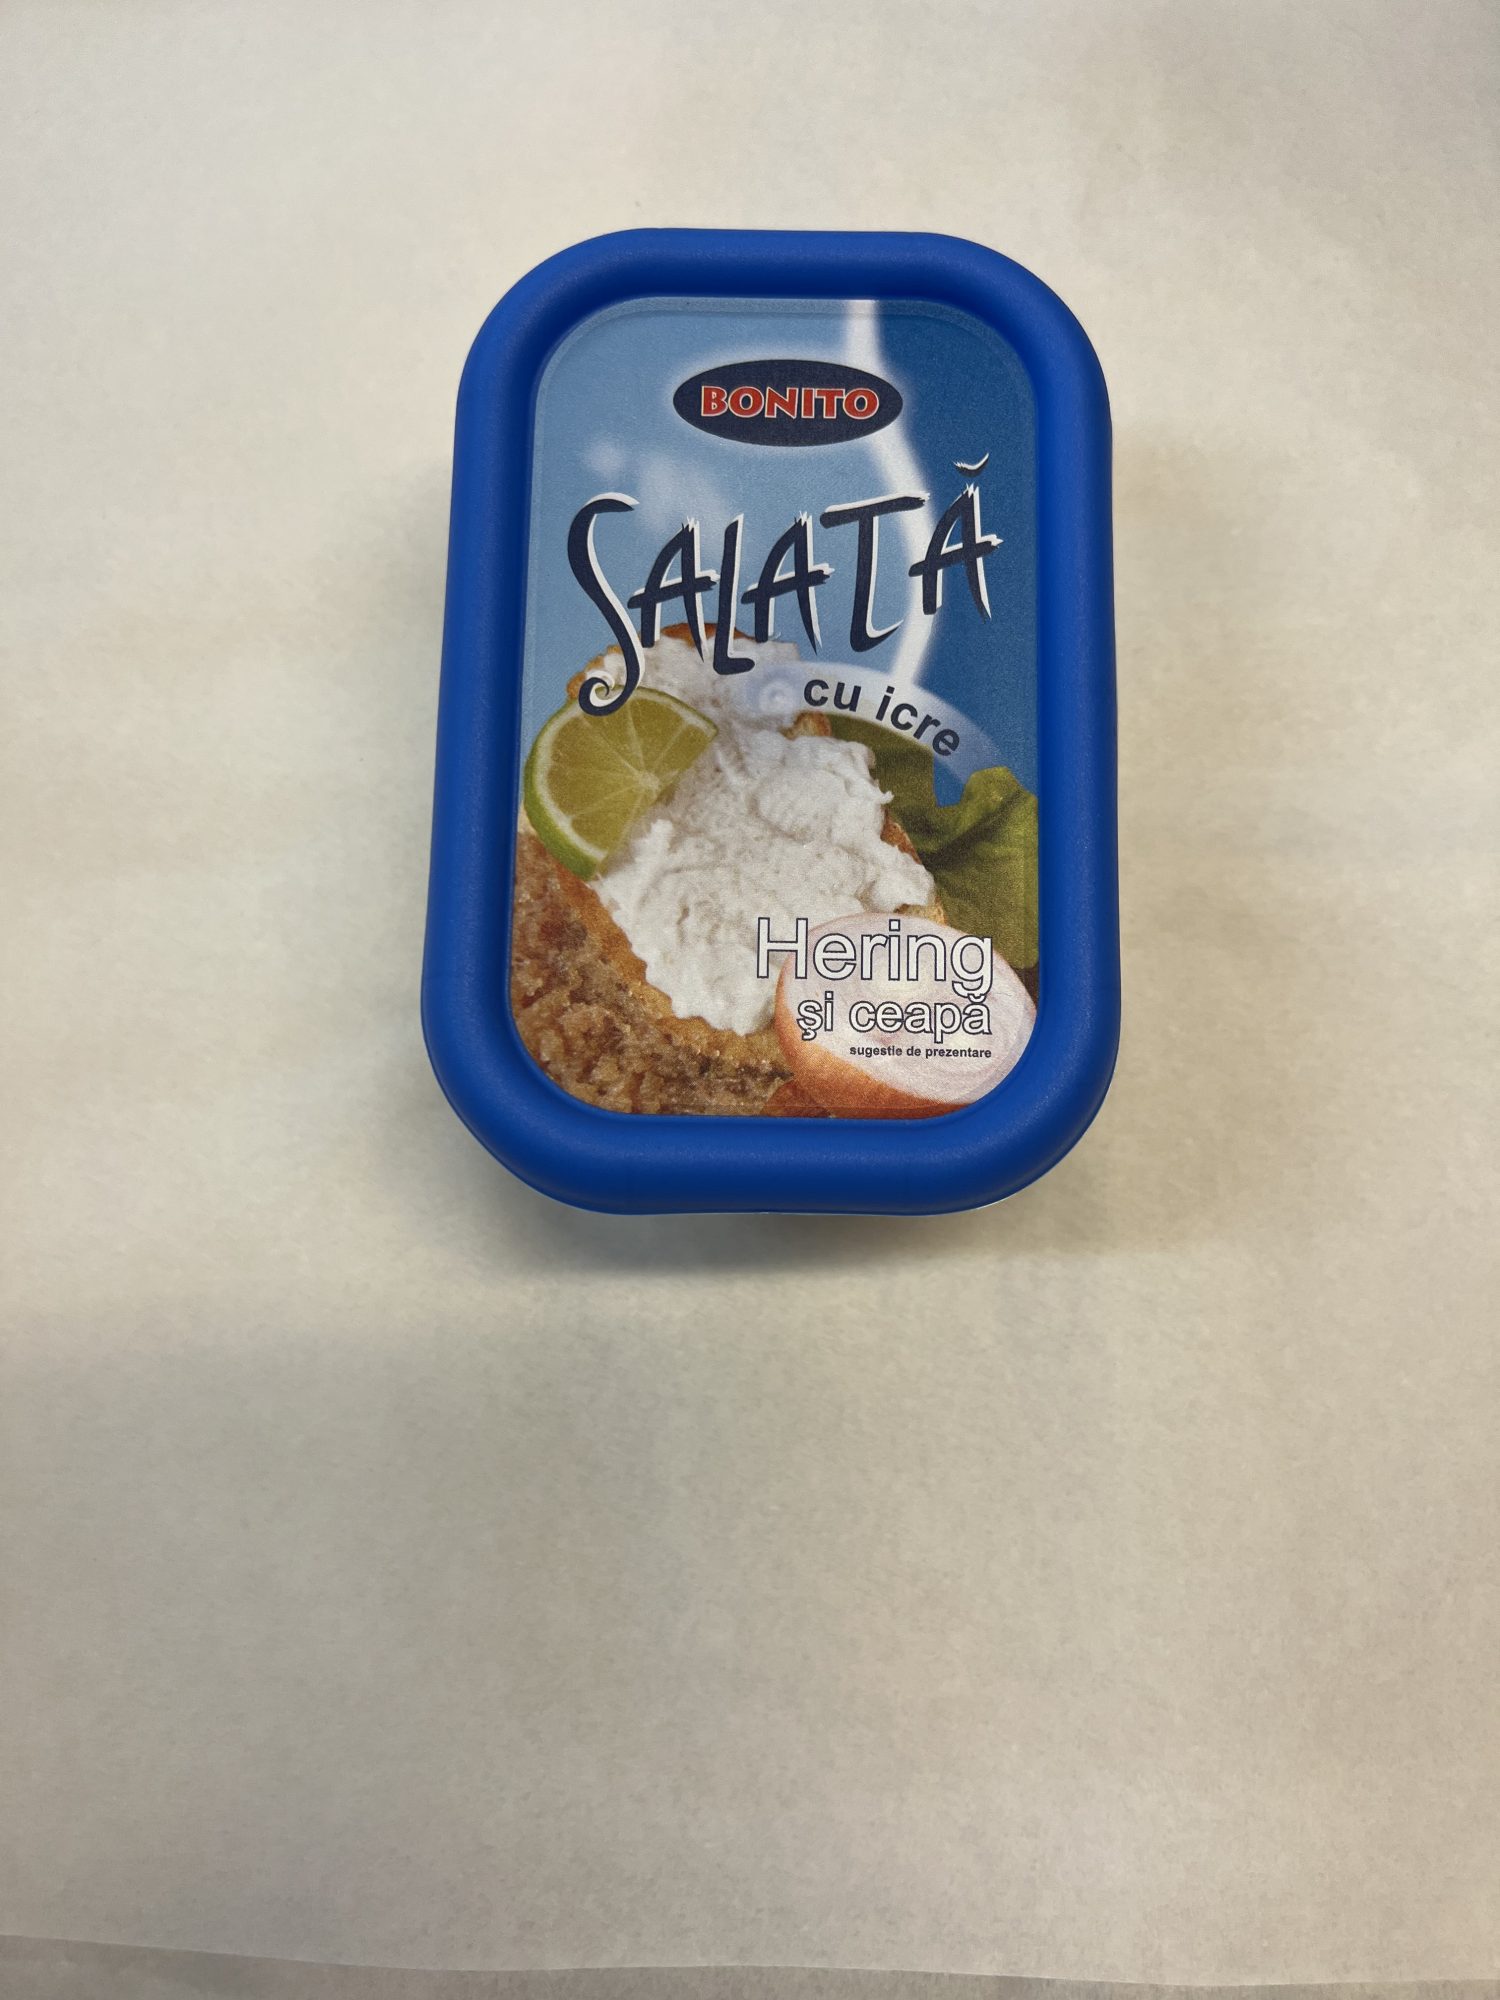 BONITO
SALATĂ
cu icre
Hering
şi ceapă
sugestie de prezentare